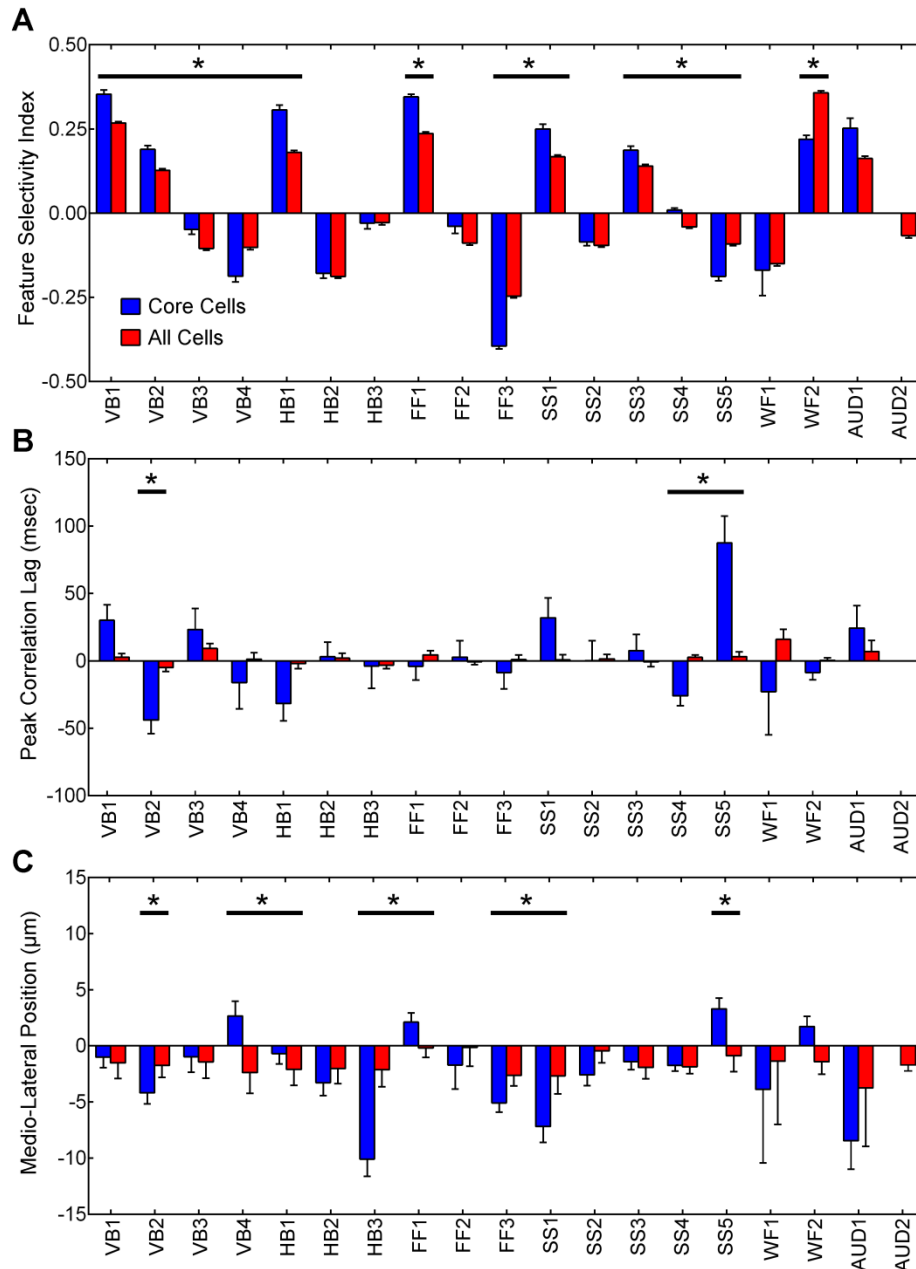 A
Feature Selectivity Index
0.50
0.25
0.00
-0.25
-0.50
* * * * *
Core Cells
All Cells
VB1 VB2 VB3 VB4 HB1 HB2 HB3 FF1 FF2 FF3 SS1 SS2 SS3 SS4 SS5 WF1 WF2 AUD1 AUD2
B
Peak Correlation Lag (msec)
150
100
50
0
-50
-100
* *
VB1 VB2 VB3 VB4 HB1 HB2 HB3 FF1 FF2 FF3 SS1 SS2 SS3 SS4 SS5 WF1 WF2 AUD1 AUD2
C
Medio-Lateral Position (µm)
15
10
5
0
-5
-10
-15
* * * * *
VB1 VB2 VB3 VB4 HB1 HB2 HB3 FF1 FF2 FF3 SS1 SS2 SS3 SS4 SS5 WF1 WF2 AUD1 AUD2